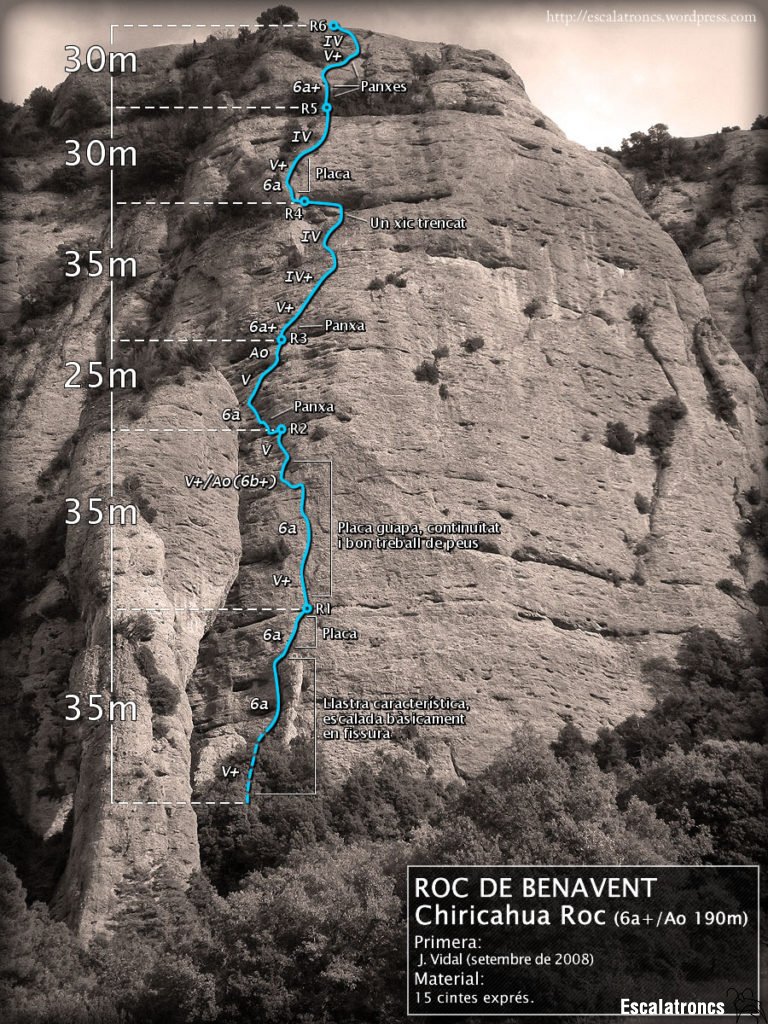 http://escalatroncs.wordpress.com
R6
IV
V+
30m
6a+
Panxes
R5
IV
30m
V+
Placa
6a
R4
Un xic trencat
IV
35m
IV+
V+
6a+
Panxa
R3
Ao
25m
V
Panxa
6a
R2
V
V+/Ao(6b+)
35m
6a
Placa guapa, continuïtat
i bon treball de peus
V+
R1
6a
Placa
35m
6a
Llastra característica,
escalada bàsicament
en fissura
V+
ROC DE BENAVENT
Chiricahua Roc (6a+/Ao 190m)
Primera:
J. Vidal (setembre de 2008)
Material:
15 cintes exprés.
Escalatroncs